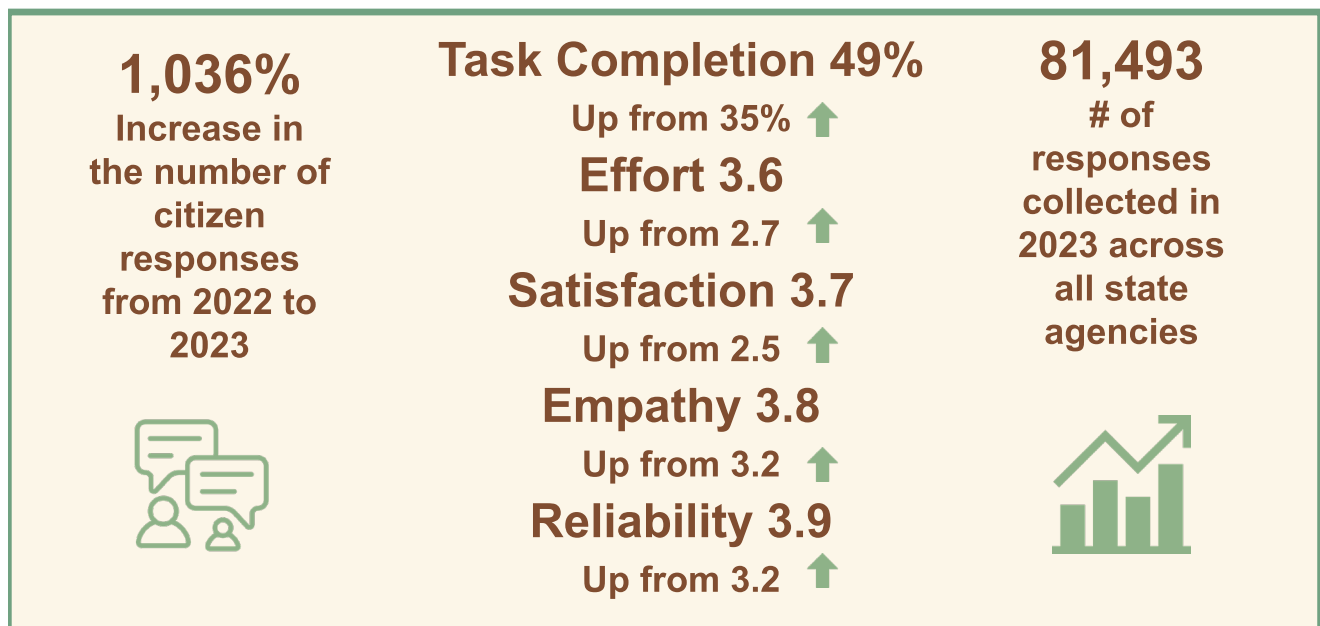 1,036%
Increase in
the number of
citizen
responses
from 2022 to
2023
Task Completion 49%
Up from 35%
Effort 3.6
Up from 2.7
Satisfaction 3.7
Up from 2.5
Empathy 3.8
Up from 3.2
Reliability 3.9
Up from 3.2
81,493
# of
responses
collected in
2023 across
all state
agencies